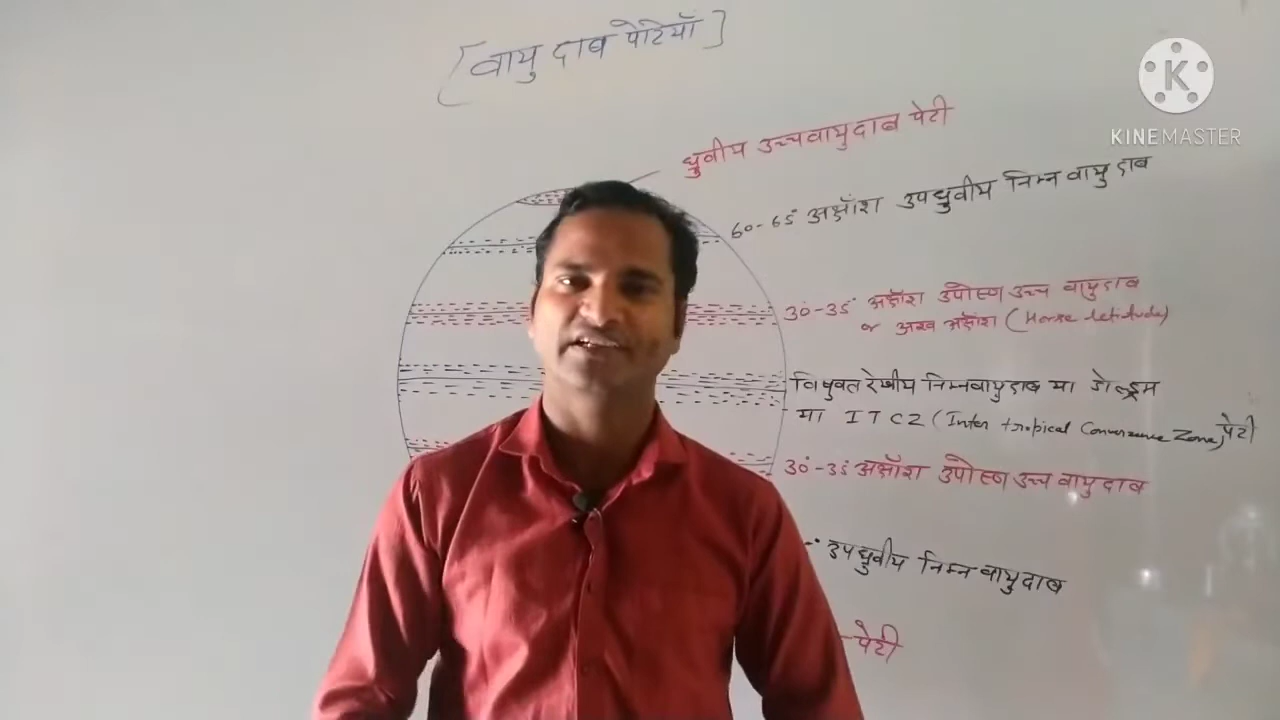 [वायु दाब पेटियाँ]
KINEMASTER
ध्रुवीय उच्चवायुदाब पेटी
60-65° अक्षाँश उपध्रुवीय निम्न वायुदाब
30°-35° अक्षाँश उपोष्ण उच्च वायुदाब
or अश्व अक्षाँश (Horse latitude)
विषुवत रेखीय निम्नवायुदाब या डोलड्रम
या ITCZ (Inter tropical Convergence Zone) पेटी
30°-35° अक्षाँश उपोष्ण उच्च वायुदाब
उपध्रुवीय निम्न वायुदाब
पेटी